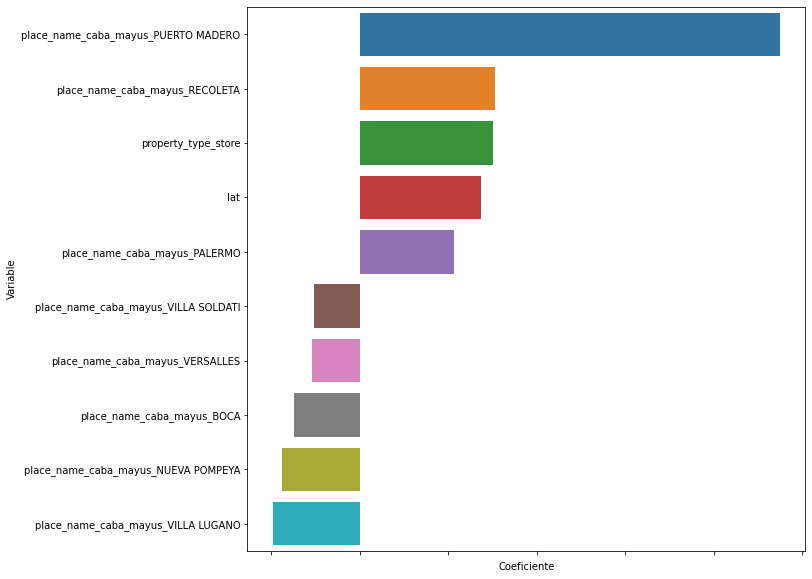 place_name_caba_mayus_PUERTO MADERO
place_name_caba_mayus_RECOLETA
property_type_store
lat
place_name_caba_mayus_PALERMO
Variable
place_name_caba_mayus_VILLA SOLDATI
place_name_caba_mayus_VERSALLES
place_name_caba_mayus_BOCA
place_name_caba_mayus_NUEVA POMPEYA
place_name_caba_mayus_VILLA LUGANO
Coeficiente